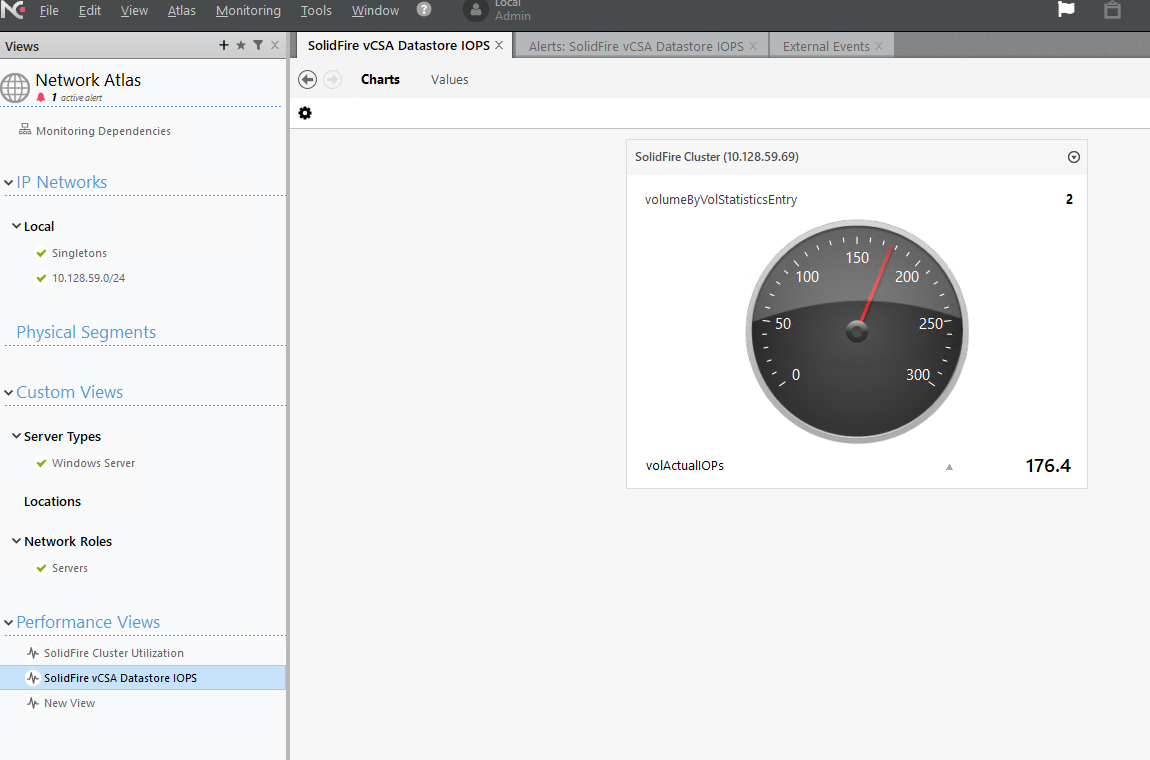 File Edit View Atlas Monitoring Tools Window ? Local
Admin
Views
SolidFire vCSA Datastore IOPS
Alerts: SolidFire vCSA Datastore IOPS
External Events
Network Atlas
1 active alert
Charts
Values
Monitoring Dependencies
IP Networks
Local
Singletons
10.128.59.0/24
Physical Segments
Custom Views
Server Types
Windows Server
Locations
Network Roles
Servers
Performance Views
SolidFire Cluster Utilization
SolidFire vCSA Datastore IOPS
New View
SolidFire Cluster (10.128.59.69)
volumeByVolStatisticsEntry 2
150
100 200
50 250
0 300
volActualIOPs 176.4